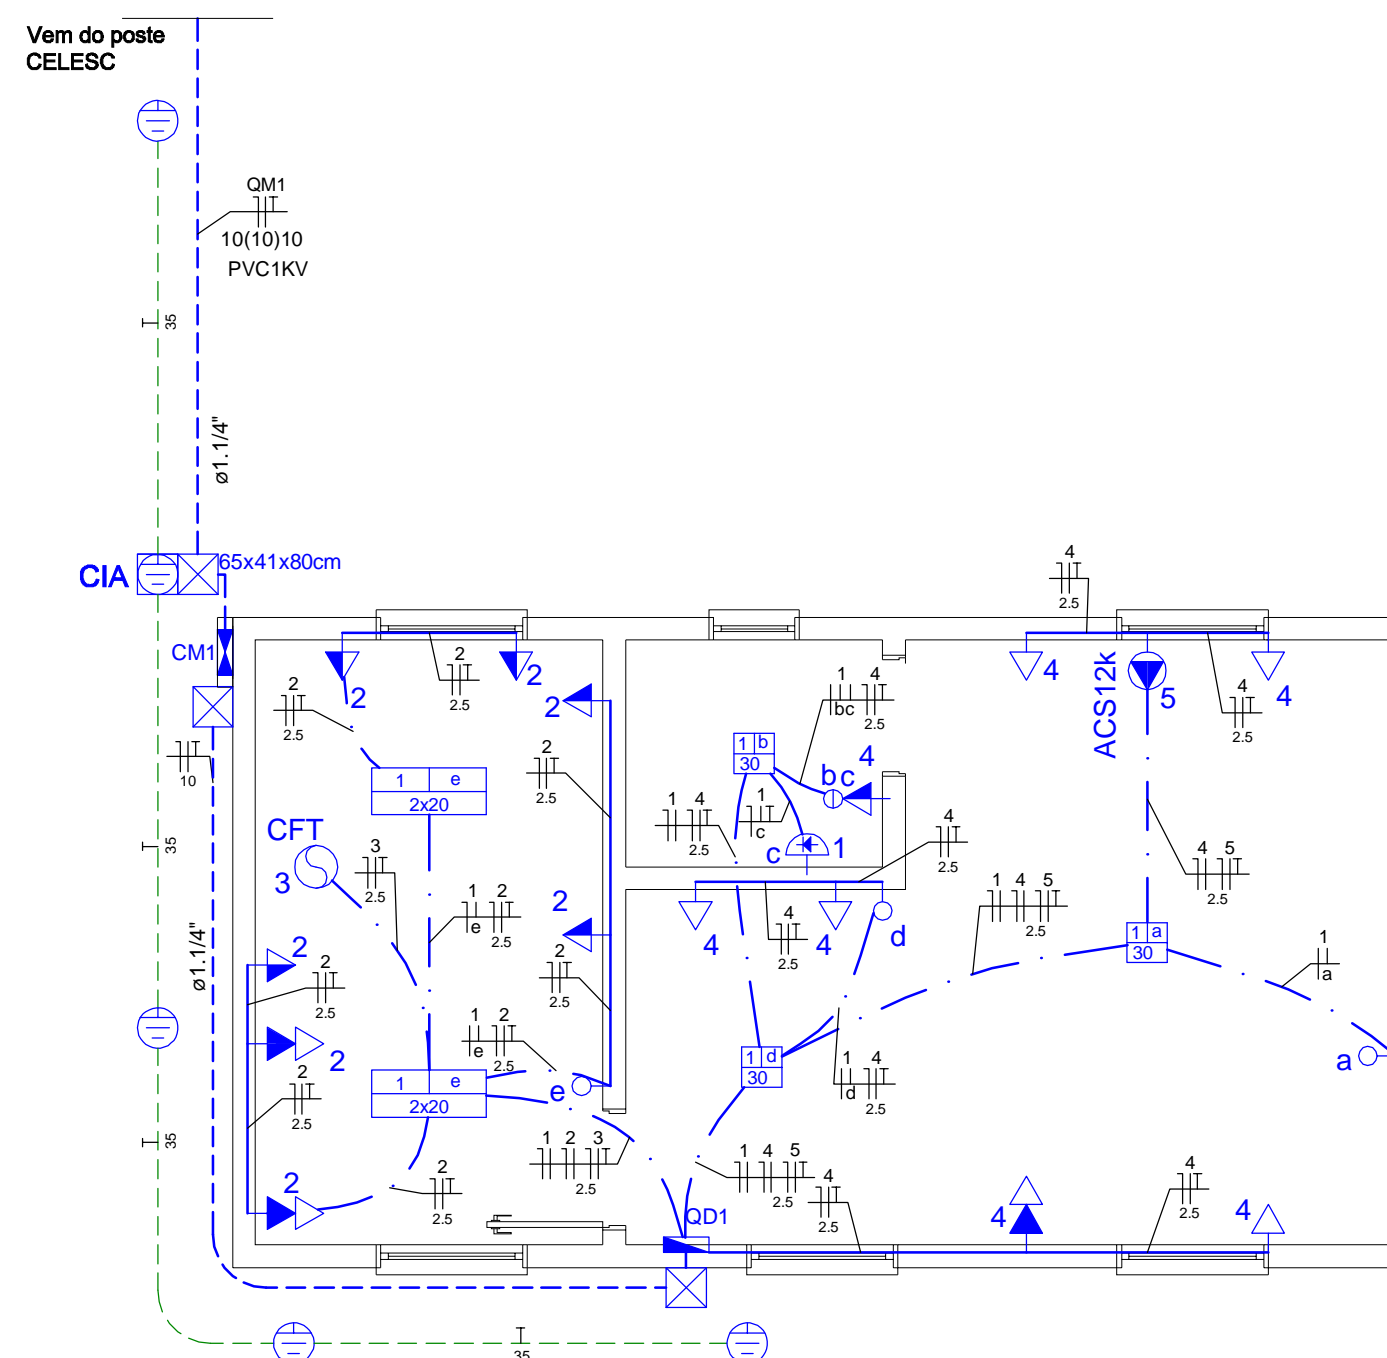 Vem do poste
CELESC
QM1
10(10)10
PVC1KV
35
ø1.1/4"
CIA
65x41x80cm
CM1
10
2
2.5
2
2
2
2.5
2
2
2.5
1 e
2x20
CFT
3
3
2.5
1 2
e 2.5
2
2
2.5
2
2.5
2
2
2.5
2
1 2
e 2.5
e
1 e
2x20
2
2.5
1 2 3
2.5
35
ø1.1/4"
35
QD1
35
1 b
30
1 4
bc 2.5
4
bc
1
c
c 1
1 4
2.5
4
2.5
4
4
2.5
4
d
1 d
30
1 4
d 2.5
1 4 5
2.5
4
2.5
4
2.5
4
ACS12k
5
4
2.5
4
4 5
2.5
1 4 5
2.5
1 a
30
1
a
a
4
4
2.5
4